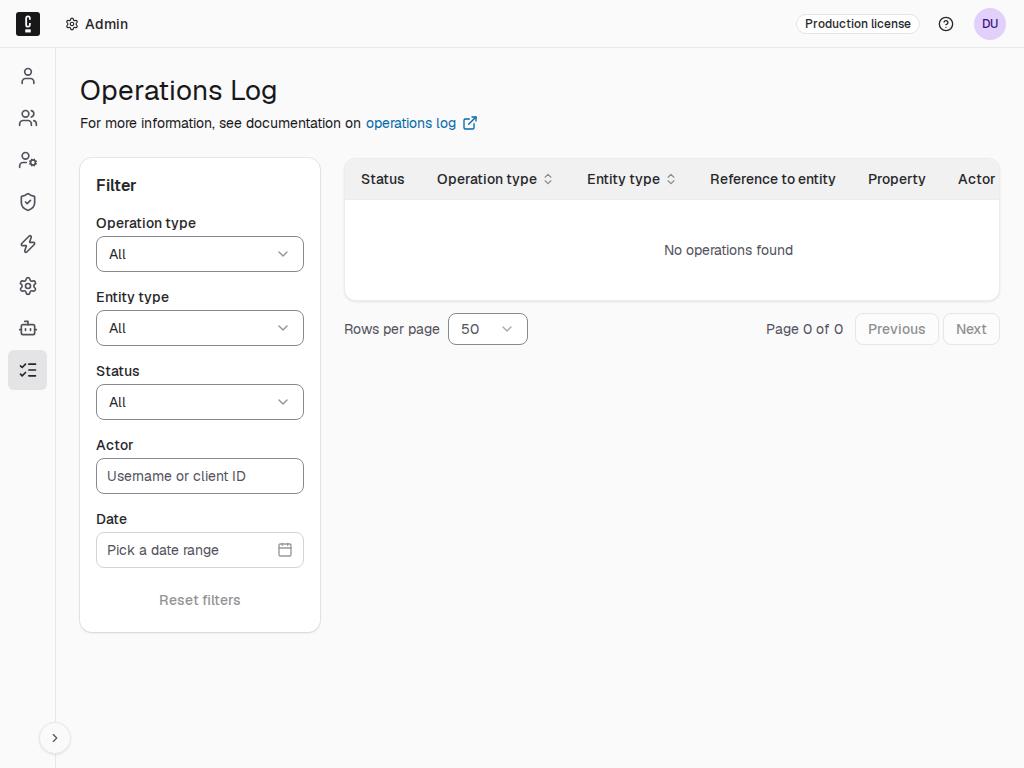 Admin
Production license
DU
Operations Log
For more information, see documentation on operations log
Filter
Operation type
All
Entity type
All
Status
All
Actor
Username or client ID
Date
Pick a date range
Reset filters
Status Operation type Entity type Reference to entity Property Actor
No operations found
Rows per page 50 Page 0 of 0 Previous Next